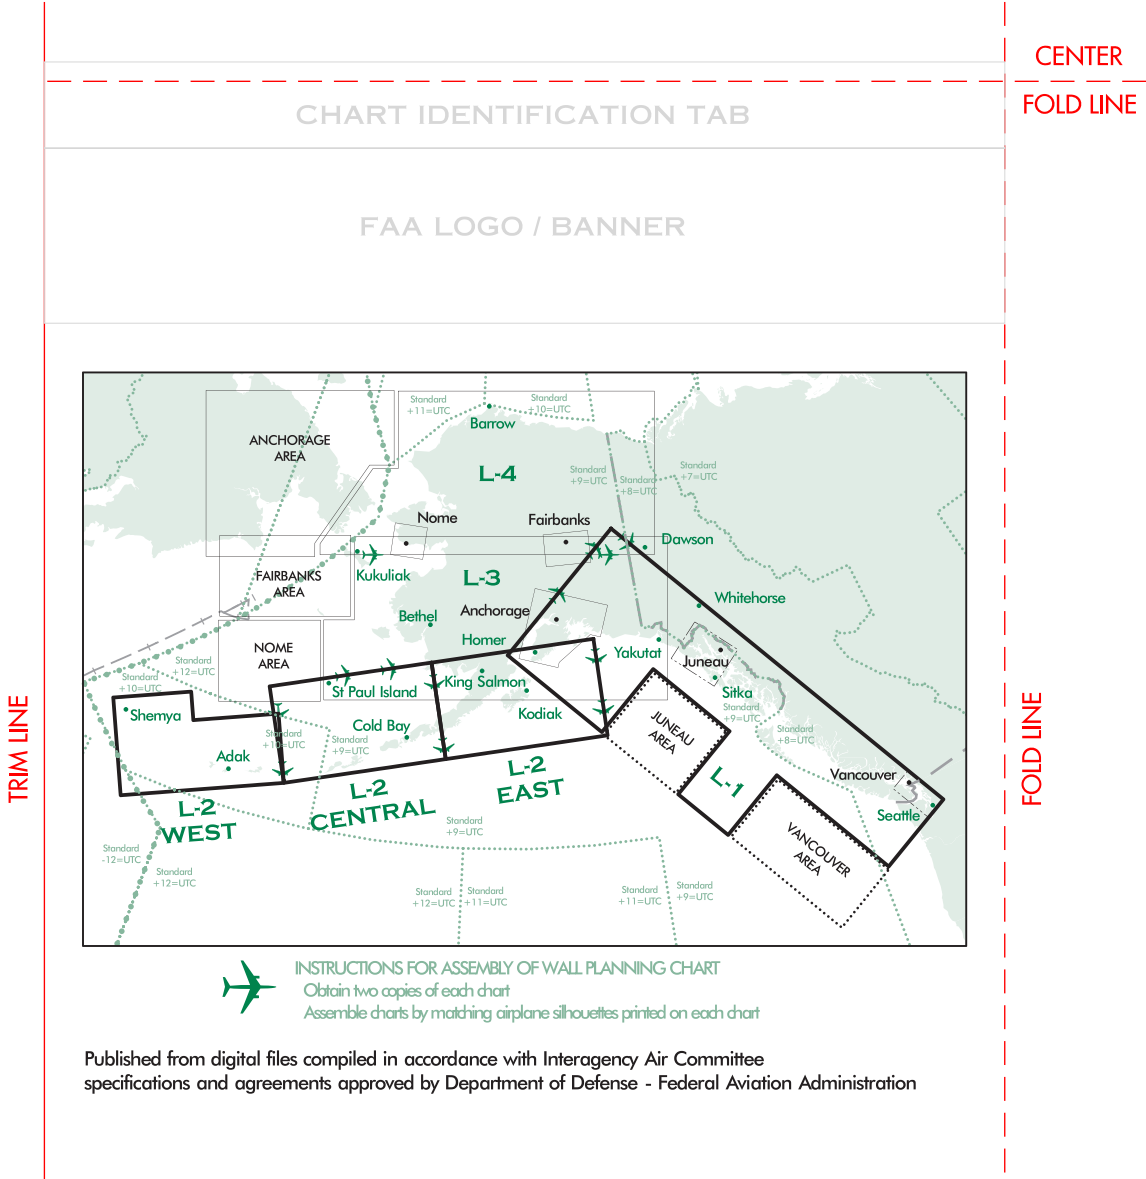 CENTER
FOLD LINE
CHART IDENTIFICATION TAB
FAA LOGO / BANNER
Standard
+11=UTC
Standard
+10=UTC
Barrow
ANCHORAGE
AREA
L-4
Standard
+9=UTC
Standard
+8=UTC
Standard
+7=UTC
Nome
Fairbanks
Dawson
Kukuliak
FAIRBANKS
AREA
L-3
Whitehorse
Anchorage
Bethel
Homer
NOME
AREA
Yakutat
Juneau
Standard
+12=UTC
Standard
+10=UTC
King Salmon
St Paul Island
Sitka
Shemya
Kodiak
Standard
+9=UTC
JUNEAU
AREA
Cold Bay
Standard
+10=UTC
Standard
+9=UTC
Standard
+8=UTC
Adak
L-2
EAST
L-1
Vancouver
Seattle
L-2
CENTRAL
L-2
WEST
Standard
+9=UTC
VANCOUVER
AREA
Standard
-12=UTC
Standard
+12=UTC
Standard
+12=UTC
Standard
+11=UTC
Standard
+11=UTC
Standard
+9=UTC
TRIM LINE
FOLD LINE
INSTRUCTIONS FOR ASSEMBLY OF WALL PLANNING CHART
Obtain two copies of each chart
Assemble charts by matching airplane silhouettes printed on each chart
Published from digital files compiled in accordance with Interagency Air Committee
specifications and agreements approved by Department of Defense - Federal Aviation Administration